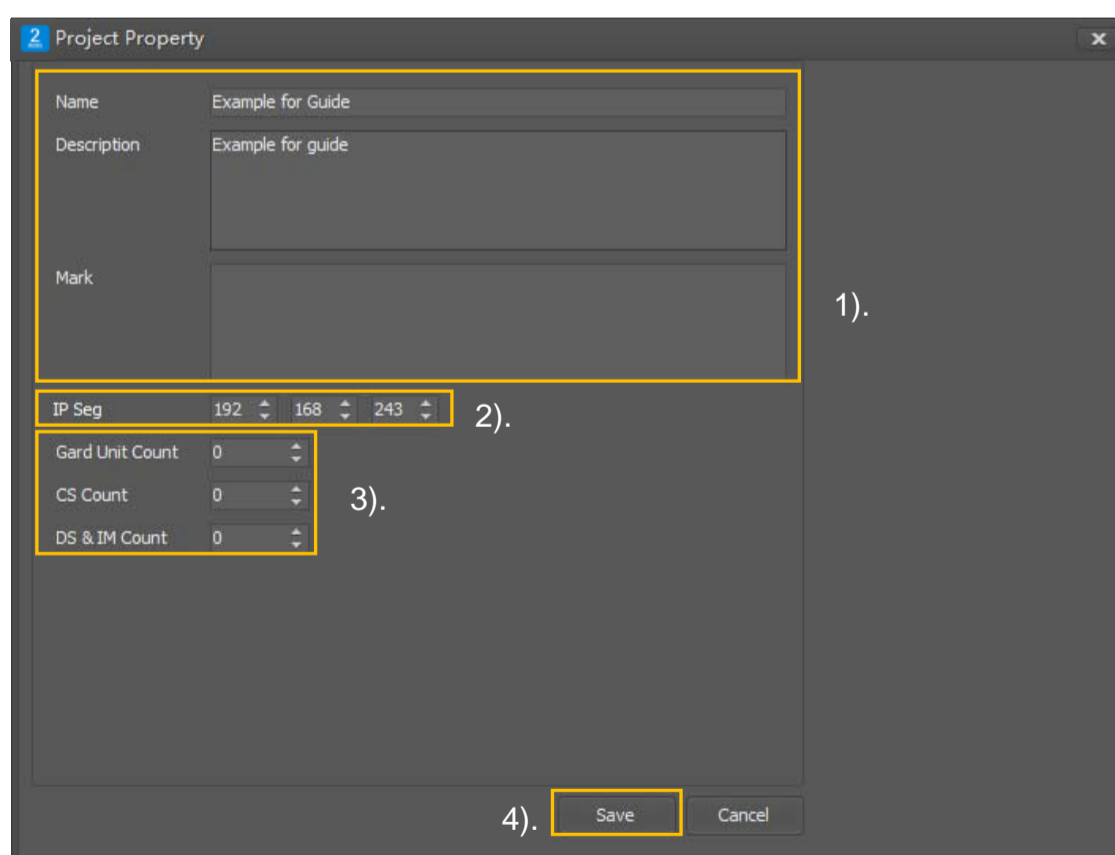 2 Project Property
Name Example for Guide
Description Example for guide
Mark
1).
IP Seg 192 168 243 2).
Gard Unit Count 0
CS Count 0 3).
DS & IM Count 0
4). Save Cancel